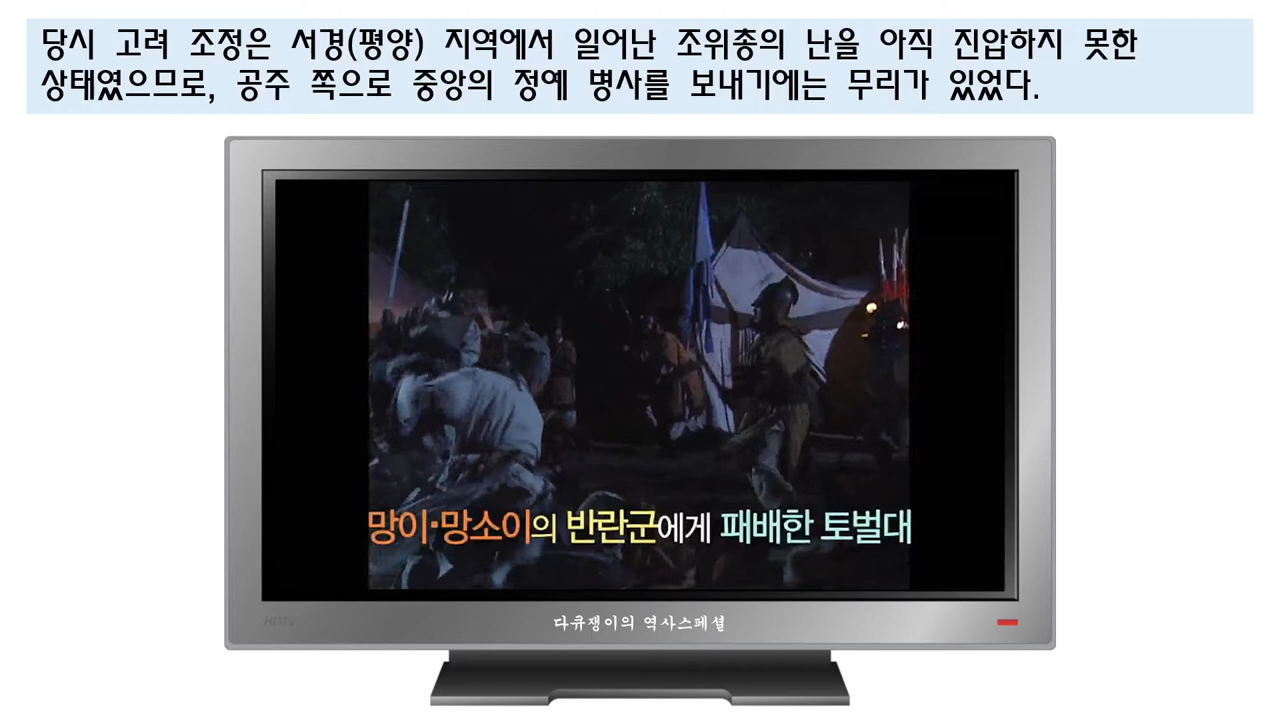 당시 고려 조정은 서경(평양) 지역에서 일어난 조위총의 난을 아직 진압하지 못한
상태였으므로, 공주 쪽으로 중앙의 정예 병사를 보내기에는 무리가 있었다.
망이·망소이의 반란군에게 패배한 토벌대
HDTV
다큐쟁이의 역사스페셜